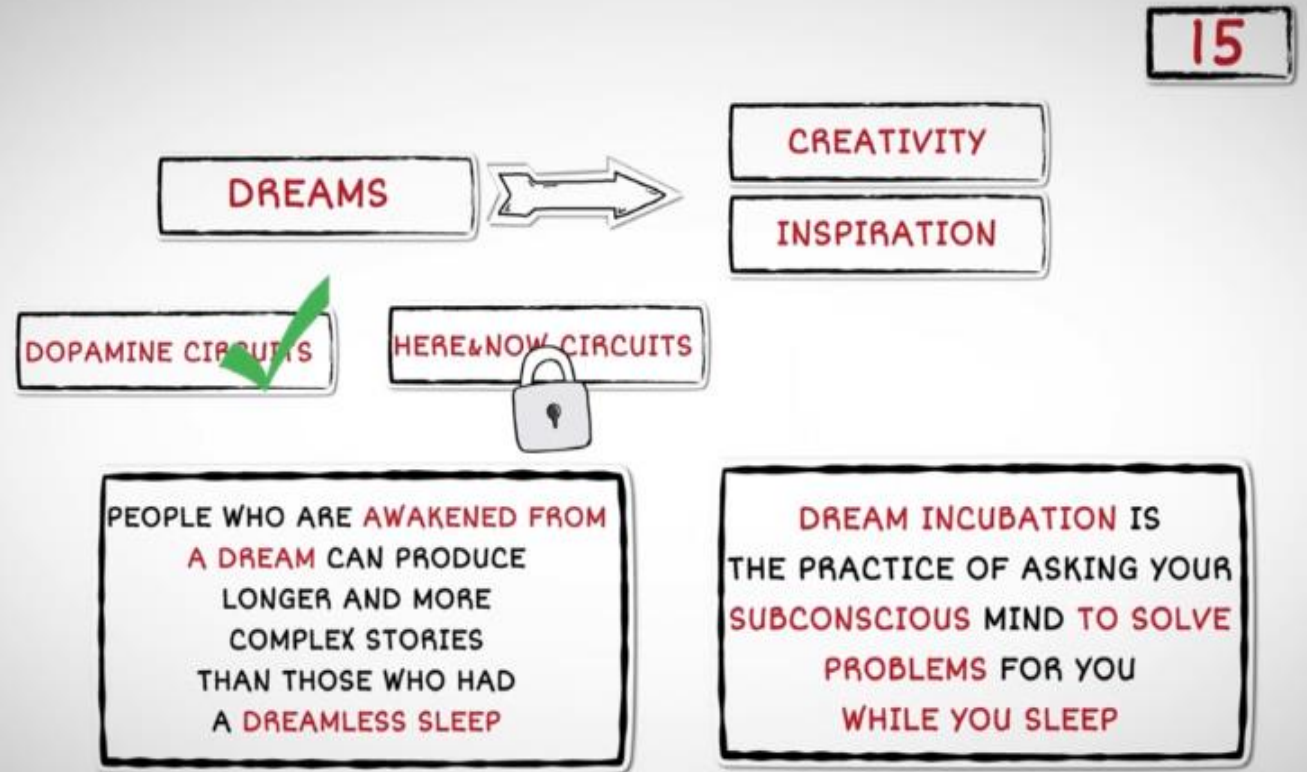 15
DREAMS
CREATIVITY
INSPIRATION
DOPAMINE CIRCUITS
HERE&NOW CIRCUITS
PEOPLE WHO ARE AWAKENED FROM
A DREAM CAN PRODUCE
LONGER AND MORE
COMPLEX STORIES
THAN THOSE WHO HAD
A DREAMLESS SLEEP
DREAM INCUBATION IS
THE PRACTICE OF ASKING YOUR
SUBCONSCIOUS MIND TO SOLVE
PROBLEMS FOR YOU
WHILE YOU SLEEP